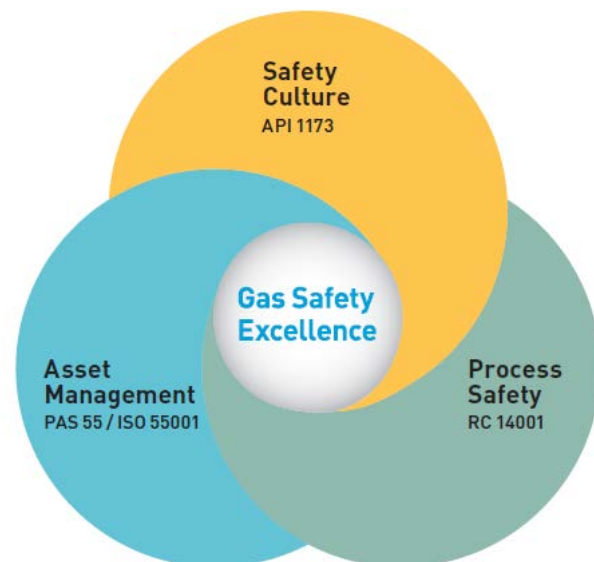 Safety
Culture
API 1173
Gas Safety
Excellence
Asset
Management
PAS 55 / ISO 55001
Process
Safety
RC 14001